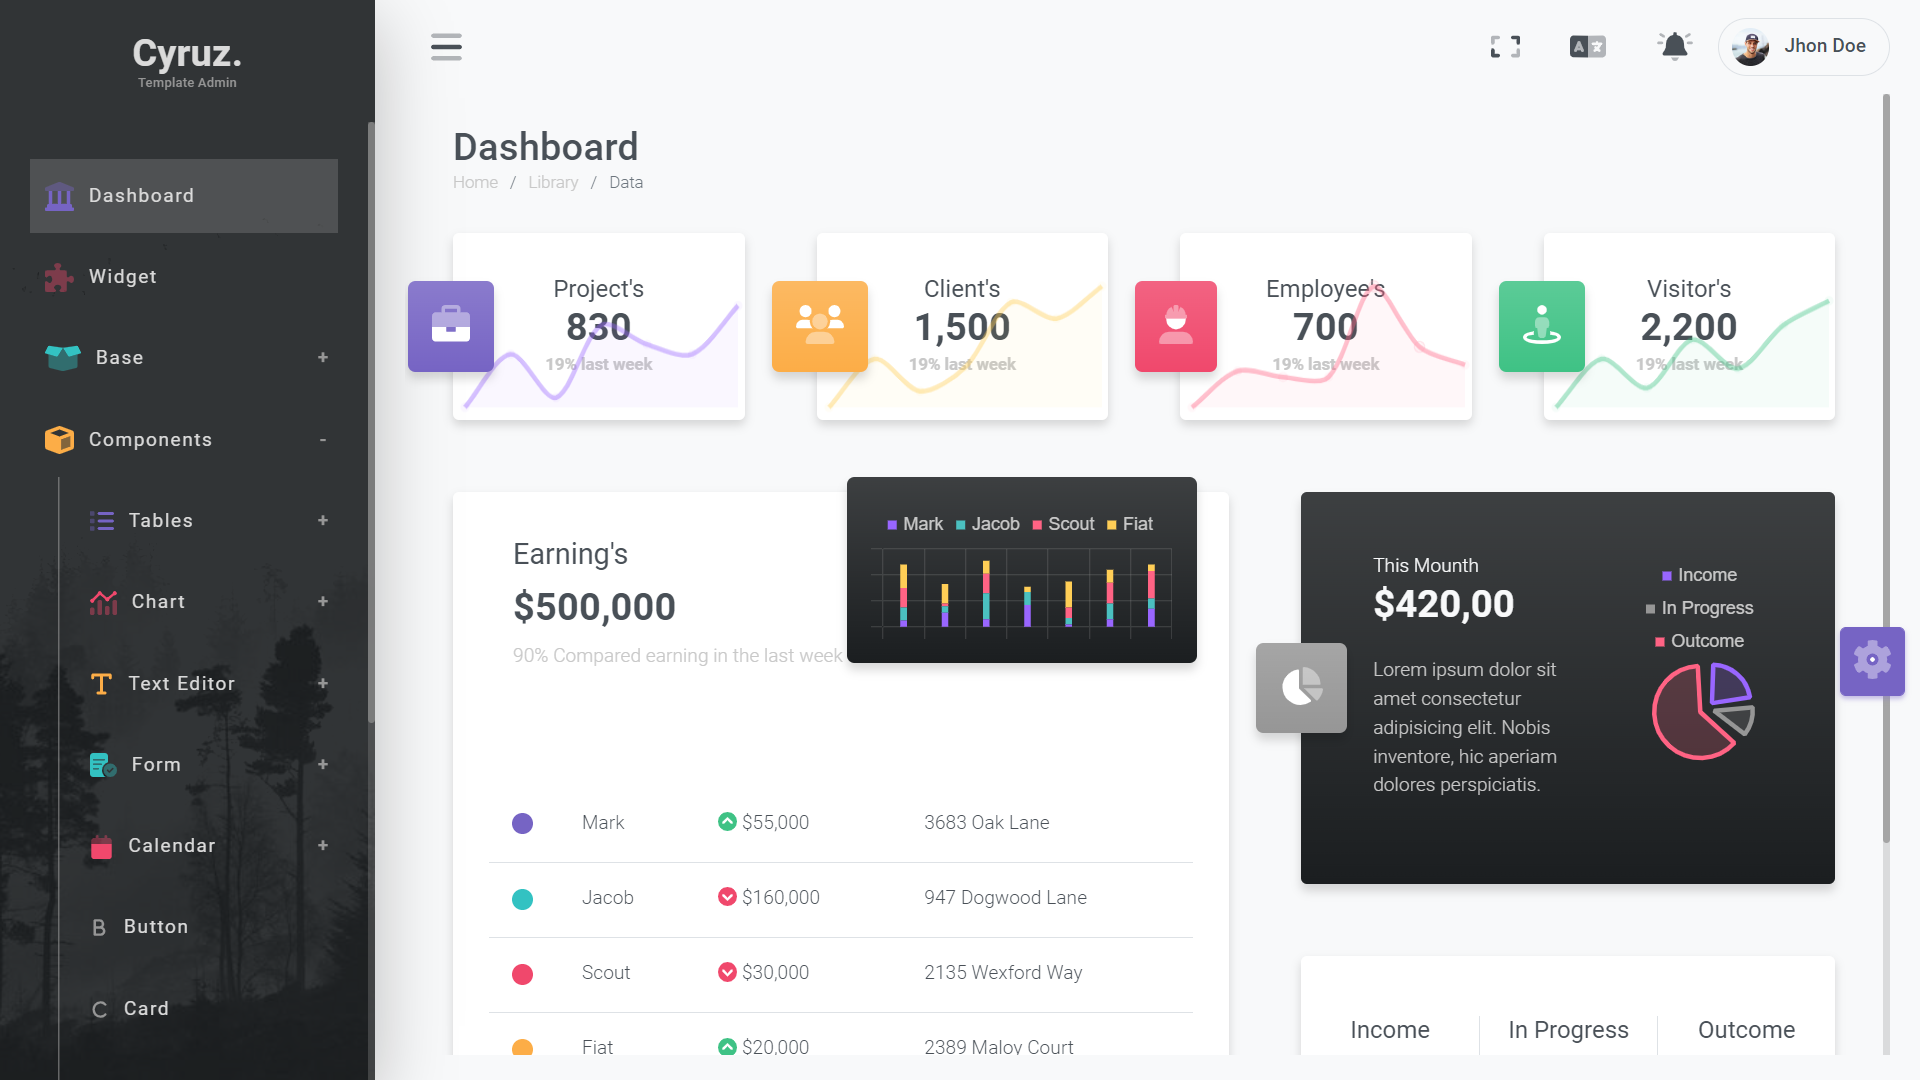 Cyruz.
Template Admin
Dashboard
Widget
Base +
Components -
Tables +
Chart +
Text Editor +
Form +
Calendar +
B Button
C Card
A
Jhon Doe
Dashboard
Home / Library / Data
Project's
830
19% last week
Client's
1,500
19% last week
Employee's
700
19% last week
Visitor's
2,200
19% last week
Earning's
$500,000
90% Compared earning in the last week
Mark Jacob Scout Fiat
Mark $55,000 3683 Oak Lane
Jacob $160,000 947 Dogwood Lane
Scout $30,000 2135 Wexford Way
Fiat $20,000 2389 Maloy Court
This Mounth
$420,00
Lorem ipsum dolor sit
amet consectetur
adipisicing elit. Nobis
inventore, hic aperiam
dolores perspiciatis.
Income
In Progress
Outcome
Income In Progress Outcome